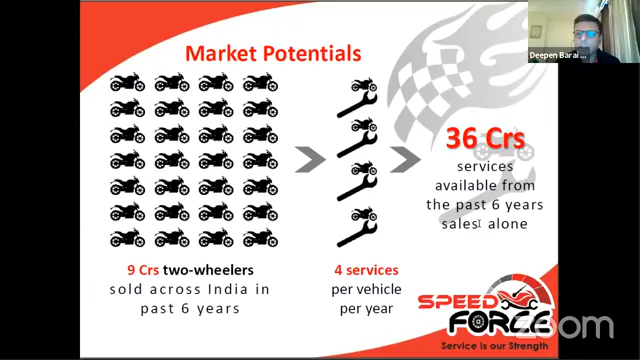 Market Potentials
Deepen Barai ...
36 Crs
services
available from
the past 6 years
sales alone
9 Crs two-wheelers
sold across India in
past 6 years
4 services
per vehicle
per year
SPEED
FORCE
Service is our Strength
zoom